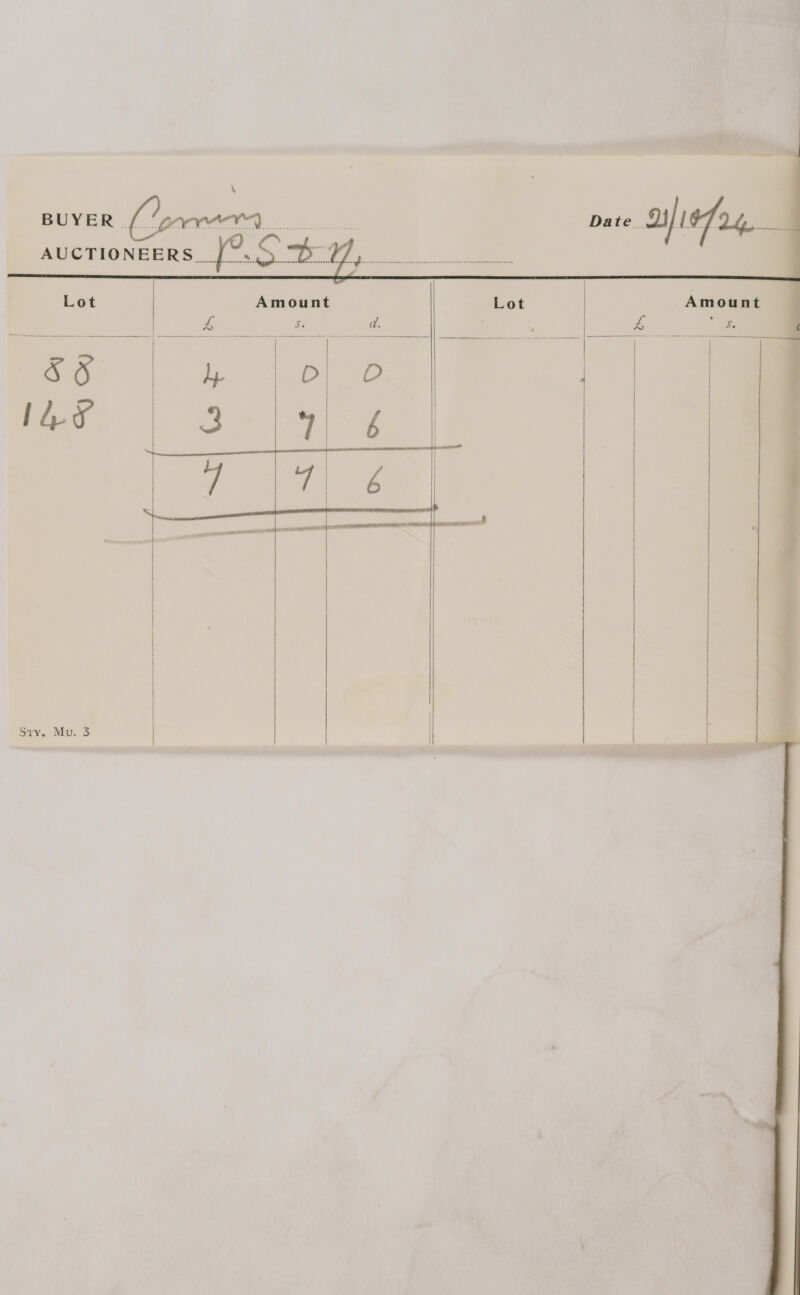 BUYER
Date 21/10/24
AUCTIONEERS P. S & Y,
Lot Amount Lot Amount
£ s. d. £ s.
88 4 0 0
148 3 7 6
7 7 6
STY. MU. 3